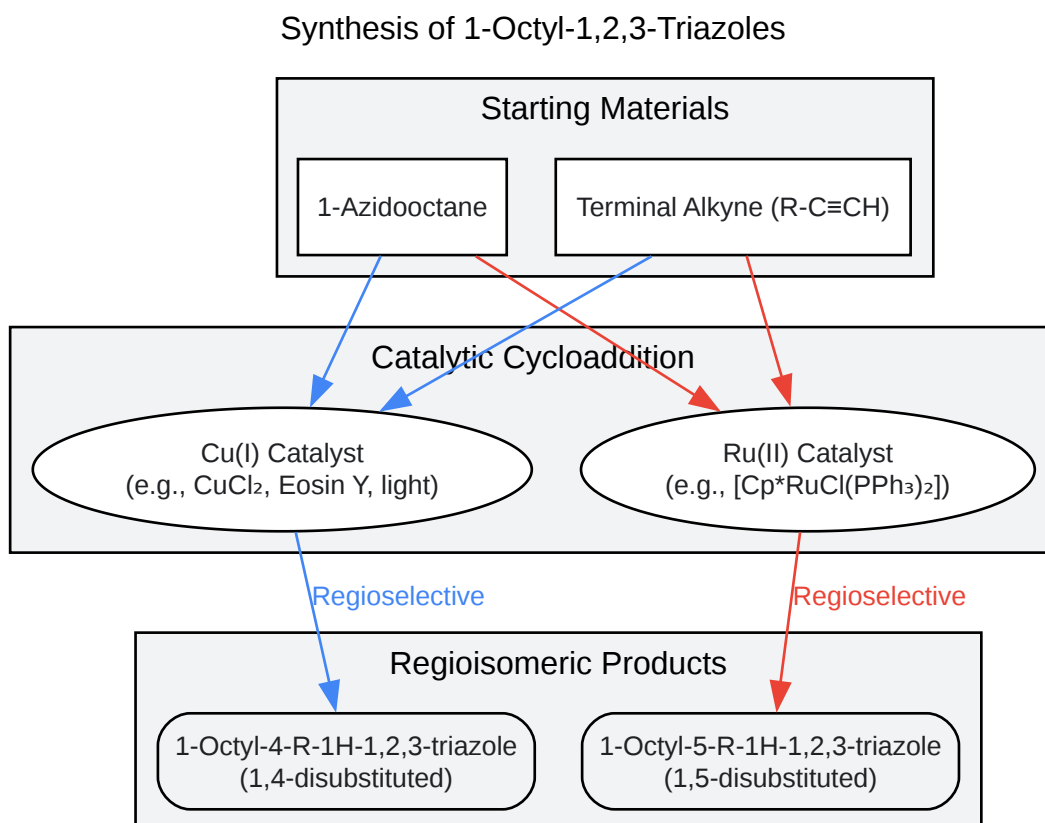 Synthesis of 1-Octyl-1,2,3-Triazoles
Starting Materials
1-Azidooctane
Terminal Alkyne (R-C≡CH)
Catalytic Cycloaddition
Cu(I) Catalyst
(e.g., CuCl₂, Eosin Y, light)
Ru(II) Catalyst
(e.g., [Cp*RuCl(PPh₃)₂])
Regioselective
Regioselective
Regioisomeric Products
1-Octyl-4-R-1H-1,2,3-triazole
(1,4-disubstituted)
1-Octyl-5-R-1H-1,2,3-triazole
(1,5-disubstituted)